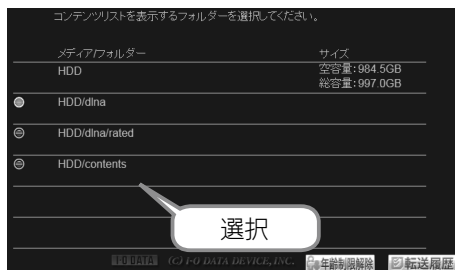 コンテンツリストを表示するフォルダーを選択してください。
メディア/フォルダー サイズ
HDD 空容量:984.5GB
総容量:997.0GB
HDD/dlna
HDD/dlna/rated
HDD/contents
選択
I-O DATA (C) I-O DATA DEVICE, INC. 年齢制限解除 転送履歴